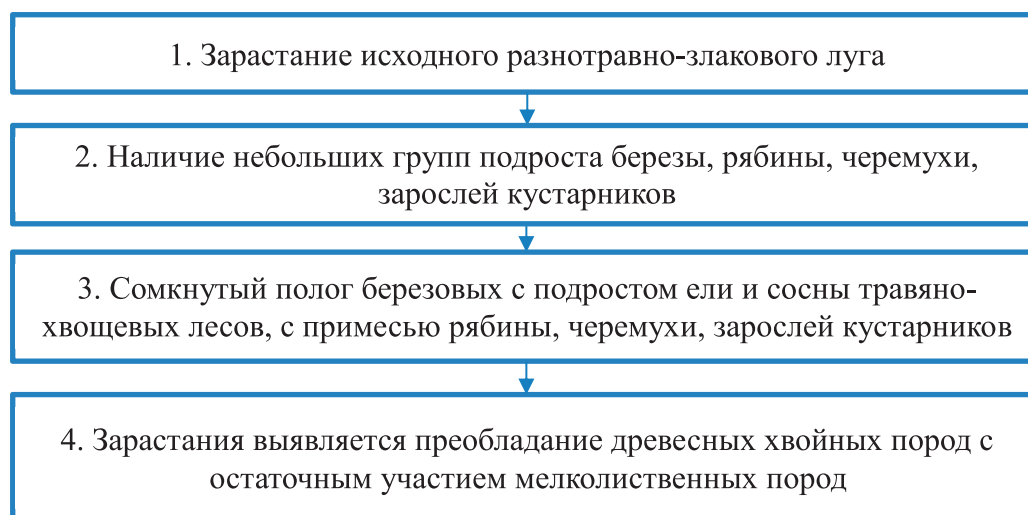 1. Зарастание исходного разнотравно-злакового луга
2. Наличие небольших групп подроста березы, рябины, черемухи,
зарослей кустарников
3. Сомкнутый полог березовых с подростом ели и сосны травяно-
хвощевых лесов, с примесью рябины, черемухи, зарослей кустарников
4. Зарастания выявляется преобладание древесных хвойных пород с
остаточным участием мелколиственных пород